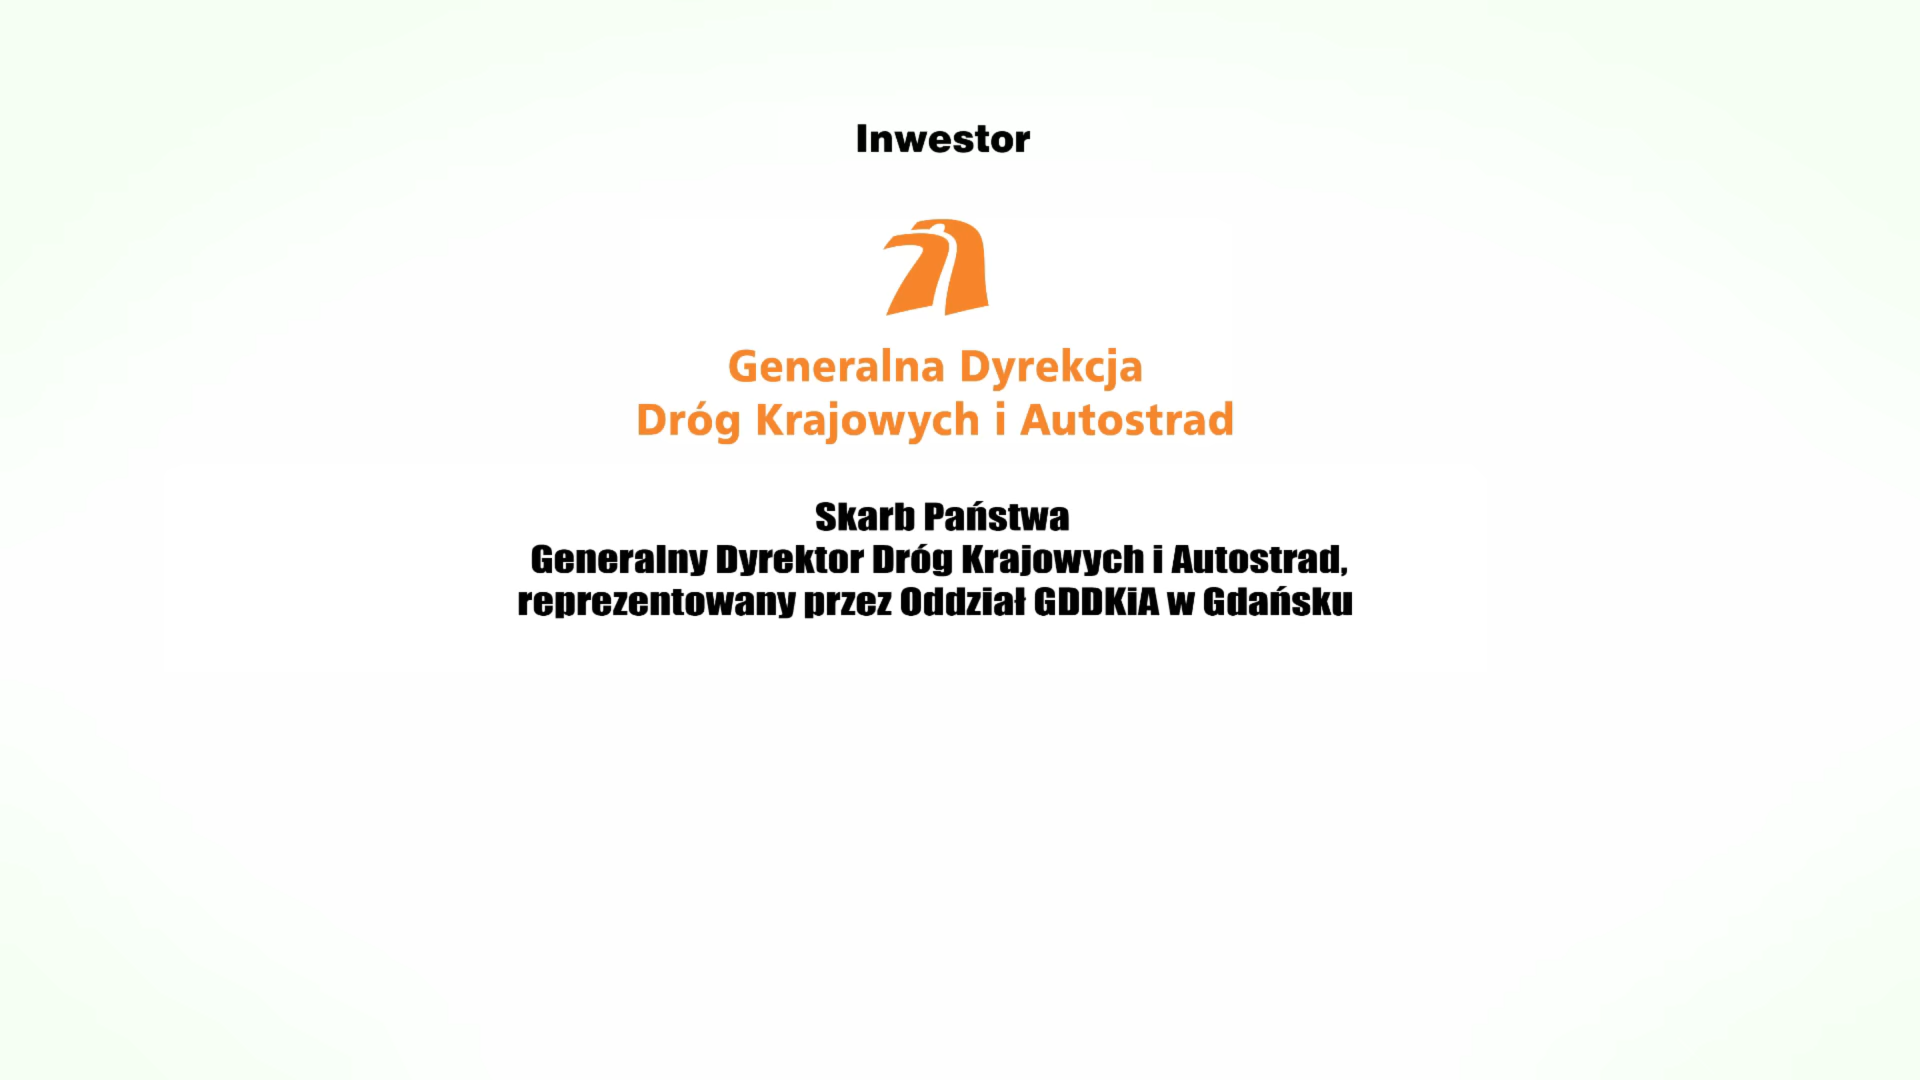 Inwestor
Generalna Dyrekcja
Dróg Krajowych i Autostrad
Skarb Państwa
Generalny Dyrektor Dróg Krajowych i Autostrad,
reprezentowany przez Oddział GDDKiA w Gdańsku